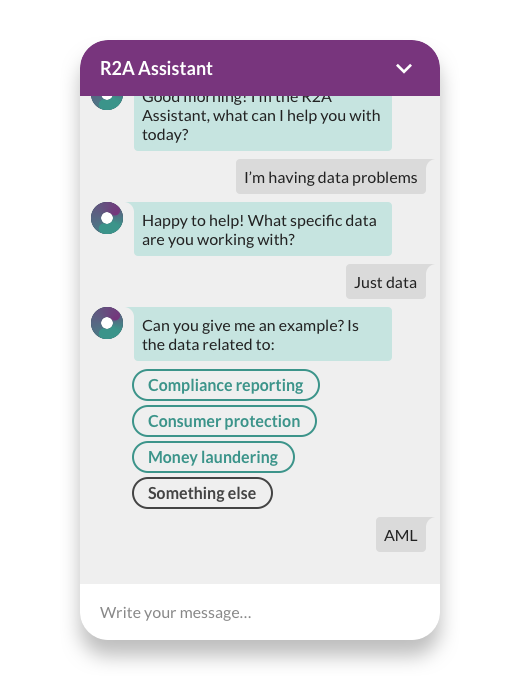 R2A Assistant
Good morning! I'm the R2A
Assistant, what can I help you with
today?
I'm having data problems
Happy to help! What specific data
are you working with?
Just data
Can you give me an example? Is
the data related to:
Compliance reporting
Consumer protection
Money laundering
Something else
AML
Write your message...